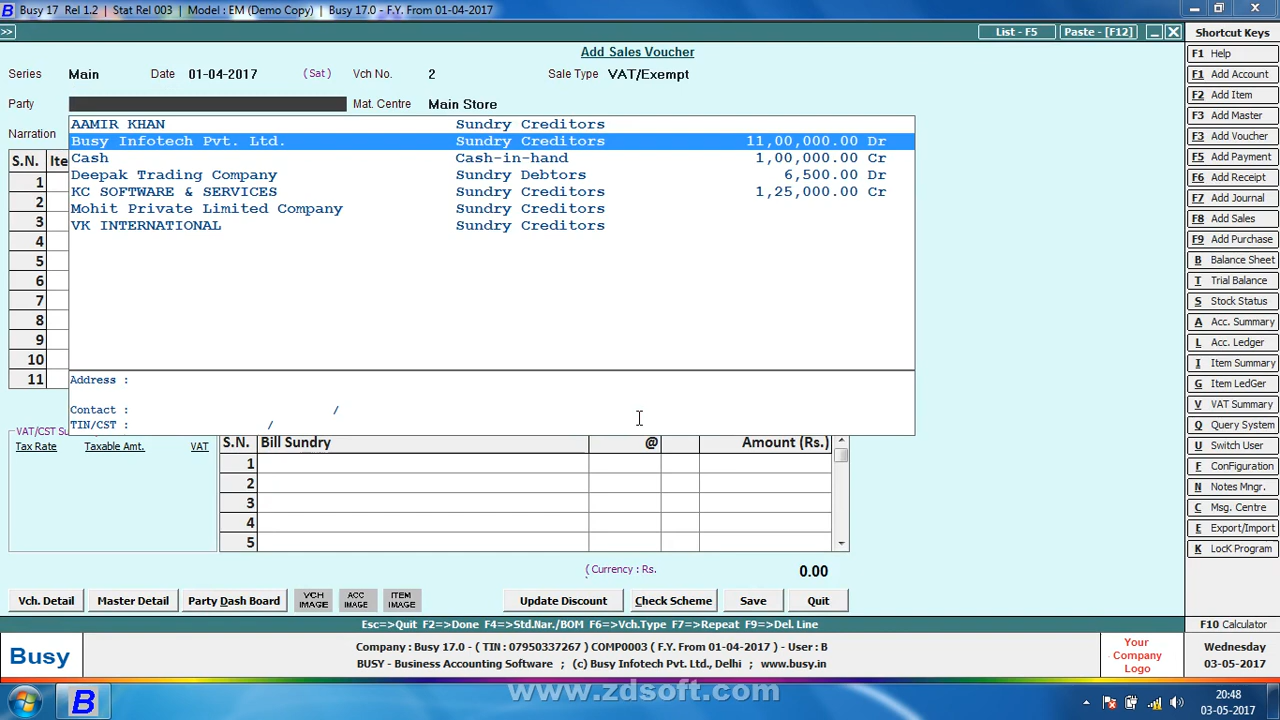 B Busy 17 Rel 1.2 | Stat Rel 003 | Model : EM (Demo Copy) | Busy 17.0 - F.Y. From 01-04-2017
>> List - F5 Paste - [F12]
Add Sales Voucher
Series Main Date 01-04-2017 (Sat) Vch No. 2 Sale Type VAT/Exempt
Party Mat. Centre Main Store
Narration
AAMIR KHAN Sundry Creditors
Busy Infotech Pvt. Ltd. Sundry Creditors 11,00,000.00 Dr
Cash Cash-in-hand 1,00,000.00 Cr
Deepak Trading Company Sundry Debtors 6,500.00 Dr
KC SOFTWARE & SERVICES Sundry Creditors 1,25,000.00 Cr
Mohit Private Limited Company Sundry Creditors
VK INTERNATIONAL Sundry Creditors
S.N. Ite
1
2
3
4
5
6
7
8
9
10
11
Address :
Contact : /
TIN/CST : /
VAT/CST Su
Tax Rate Taxable Amt. VAT
S.N. Bill Sundry @ Amount (Rs.)
1
2
3
4
5
( Currency : Rs. 0.00
Vch. Detail Master Detail Party Dash Board VCH IMAGE ACC IMAGE ITEM IMAGE Update Discount Check Scheme Save Quit
Esc=>Quit F2=>Done F4=>Std.Nar./BOM F6=>Vch.Type F7=>Repeat F9=>Del. Line
Busy
Company : Busy 17.0 - ( TIN : 07950337267 ) COMP0003 ( F.Y. From 01-04-2017 ) - User : B
BUSY - Business Accounting Software ; (c) Busy Infotech Pvt. Ltd., Delhi ; www.busy.in
Your
Company
Logo
Shortcut Keys
F1 Help
F1 Add Account
F2 Add Item
F3 Add Master
F3 Add Voucher
F5 Add Payment
F6 Add Receipt
F7 Add Journal
F8 Add Sales
F9 Add Purchase
B Balance Sheet
T Trial Balance
S Stock Status
A Acc. Summary
L Acc. Ledger
I Item Summary
G Item LedGer
V VAT Summary
Q Query System
U Switch User
F ConFiguration
N Notes Mngr.
C Msg. Centre
E Export/Import
K LocK Program
F10 Calculator
Wednesday
03-05-2017
www.zdsoft.com
B
20:48
03-05-2017